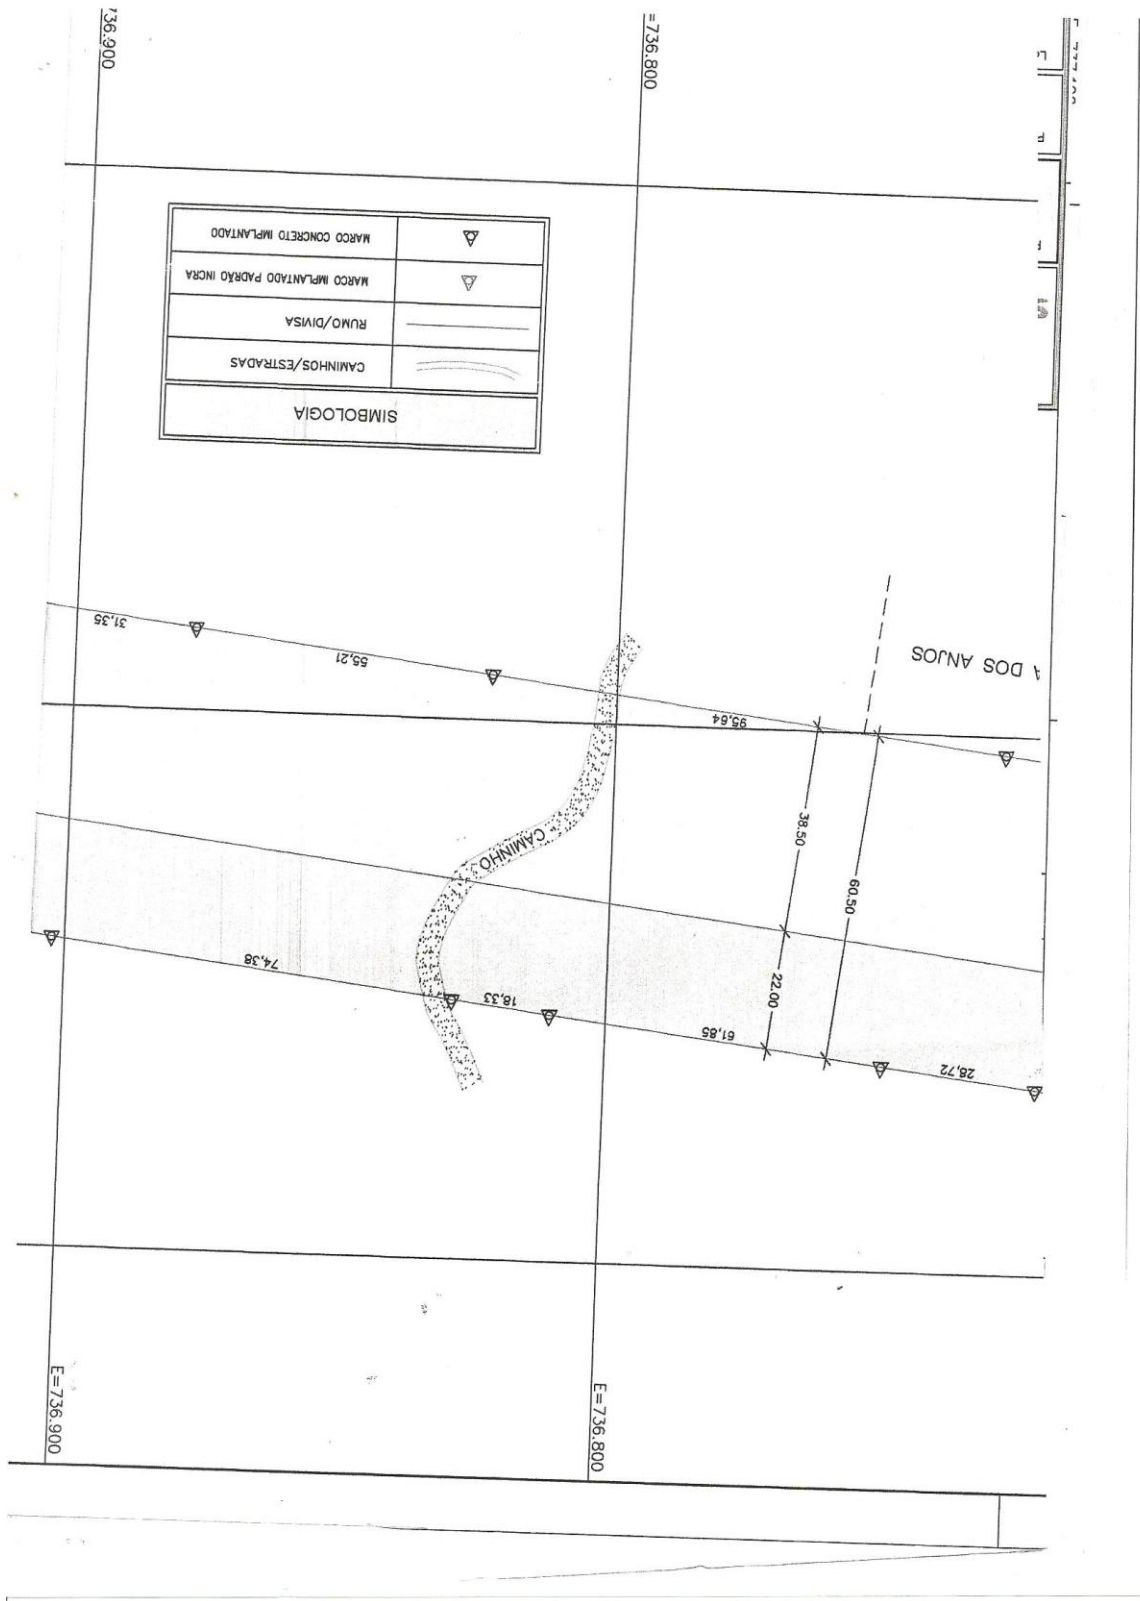 736.900
=736.800
MARCO CONCRETO IMPLANTADO
MARCO IMPLANTADO PADRÃO INCRA
RUMO/DIVISA
CAMINHOS/ESTRADAS
SIMBOLOGIA
31,35
55,21
95,64
A DOS ANJOS
38.50
60.50
22.00
CAMINHO
74,38
18,33
61,85
28,72
E=736.900
E=736.800